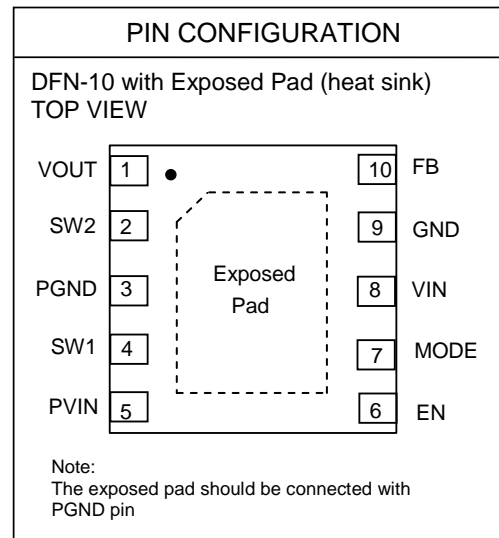 PIN CONFIGURATION
DFN-10 with Exposed Pad (heat sink)
TOP VIEW
VOUT 1 10 FB
SW2 2 9 GND
PGND 3 Exposed Pad 8 VIN
SW1 4 7 MODE
PVIN 5 6 EN
Note:
The exposed pad should be connected with
PGND pin